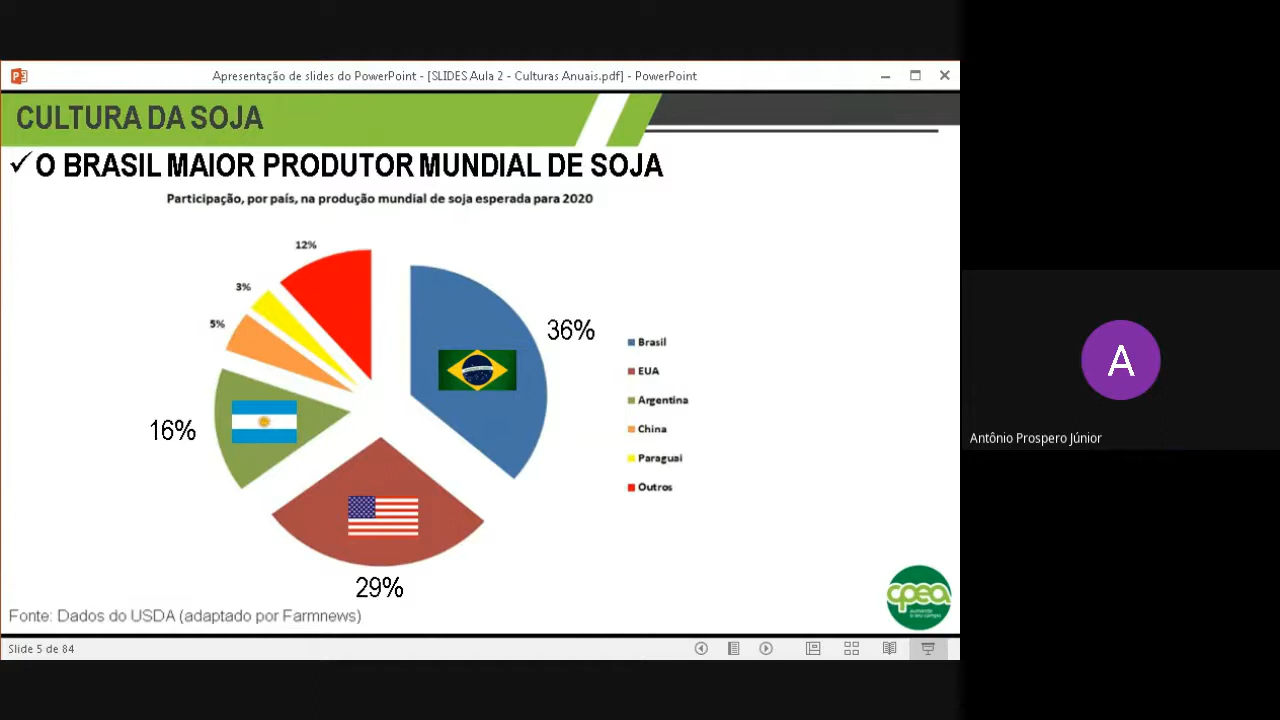 Apresentação de slides do PowerPoint - [SLIDES Aula 2 - Culturas Anuais.pdf] - PowerPoint
CULTURA DA SOJA
✓O BRASIL MAIOR PRODUTOR MUNDIAL DE SOJA
Participação, por país, na produção mundial de soja esperada para 2020
12%
3%
5%
36%
16%
29%
Brasil
EUA
Argentina
China
Paraguai
Outros
cpea
Fonte: Dados do USDA (adaptado por Farmnews)
Slide 5 de 84
A
Antônio Prospero Júnior